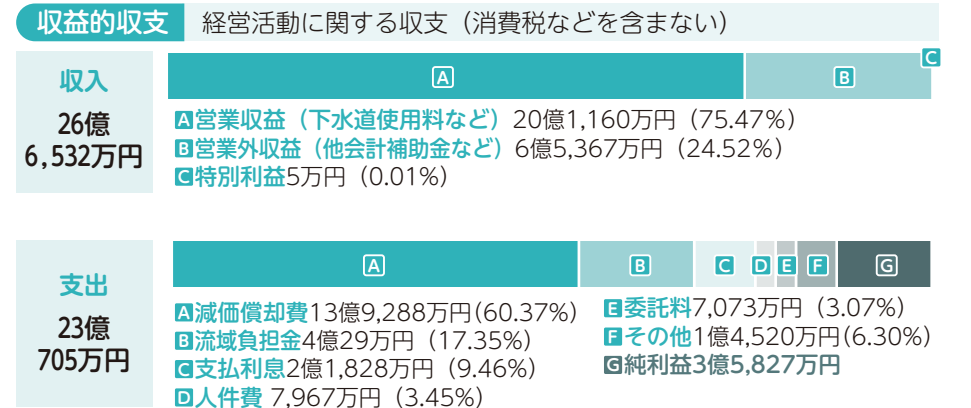 収益的収支 経営活動に関する収支（消費税などを含まない）
収入
26億
6,532万円
A B C
A営業収益（下水道使用料など）20億1,160万円（75.47%）
B営業外収益（他会計補助金など）6億5,367万円（24.52%）
C特別利益5万円（0.01%）
支出
23億
705万円
A B C D E F G
A減価償却費13億9,288万円(60.37%)
B流域負担金4億29万円（17.35%）
C支払利息2億1,828万円（9.46%）
D人件費 7,967万円（3.45%）
E委託料7,073万円（3.07%）
Fその他1億4,520万円(6.30%)
G純利益3億5,827万円